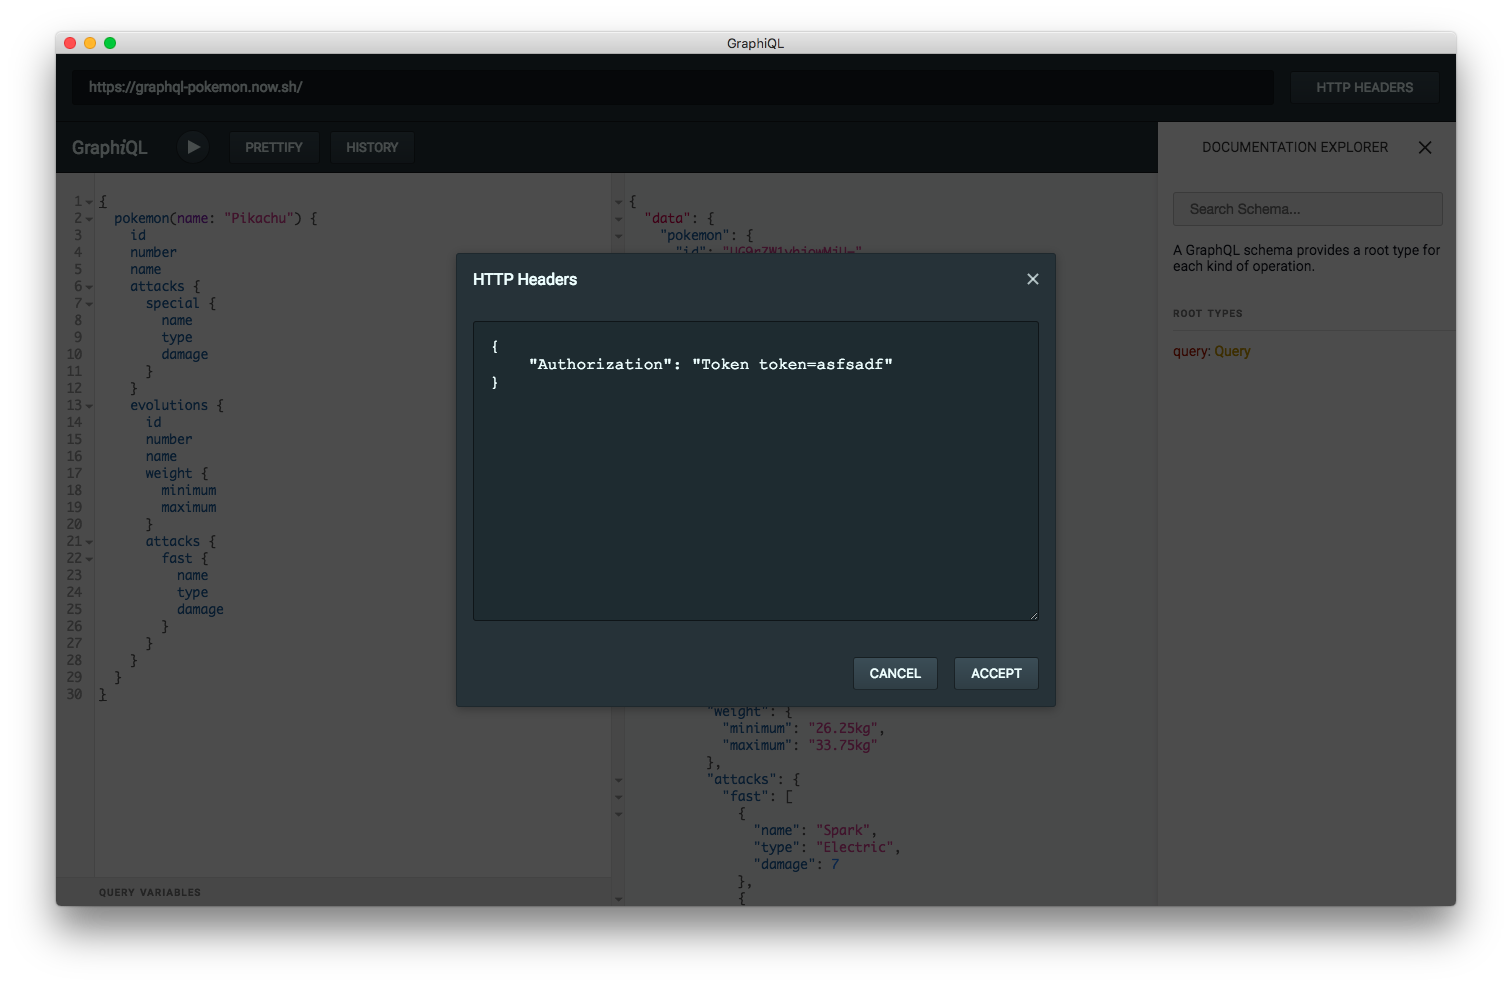 GraphiQL
https://graphql-pokemon.now.sh/
HTTP HEADERS
GraphiQL
PRETTIFY
HISTORY
1 {
2 pokemon(name: "Pikachu") {
3 id
4 number
5 name
6 attacks {
7 special {
8 name
9 type
10 damage
11 }
12 }
13 evolutions {
14 id
15 number
16 name
17 weight {
18 minimum
19 maximum
20 }
21 attacks {
22 fast {
23 name
24 type
25 damage
26 }
27 }
28 }
29 }
30 }
QUERY VARIABLES
{
"data": {
"pokemon": {
"id":
HTTP Headers
{
"Authorization": "Token token=asfsadf"
}
CANCEL
ACCEPT
"weight": {
"minimum": "26.25kg",
"maximum": "33.75kg"
},
"attacks": {
"fast": [
{
"name": "Spark",
"type": "Electric",
"damage": 7
},
{
DOCUMENTATION EXPLORER
Search Schema...
A GraphQL schema provides a root type for
each kind of operation.
ROOT TYPES
query: Query